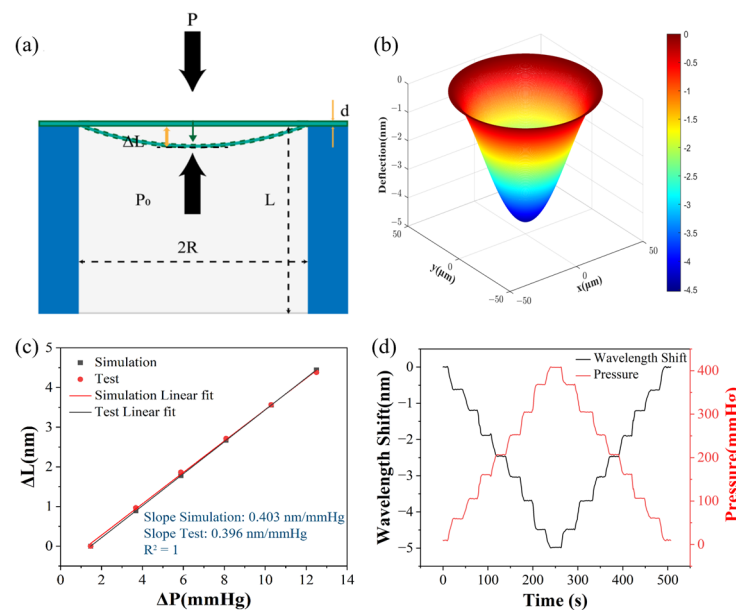 (a)
P
d
ΔL
P₀
L
2R
(b)
Deflection(nm)
0
−1
−2
−3
−4
−5
50
0
−50
y(μm)
−50
0
50
x(μm)
0
-0.5
-1
-1.5
-2
-2.5
-3
-3.5
-4
-4.5
(c)
Simulation
Test
Simulation Linear fit
Test Linear fit
Slope Simulation: 0.403 nm/mmHg
Slope Test: 0.396 nm/mmHg
R² = 1
ΔL(nm)
5
4
3
2
1
0
0 2 4 6 8 10 12 14
ΔP(mmHg)
(d)
Wavelength Shift
Pressure
Wavelength Shift(nm)
0
-1
-2
-3
-4
-5
0 100 200 300 400 500
Time (s)
400
300
200
100
0
Pressure(mmHg)